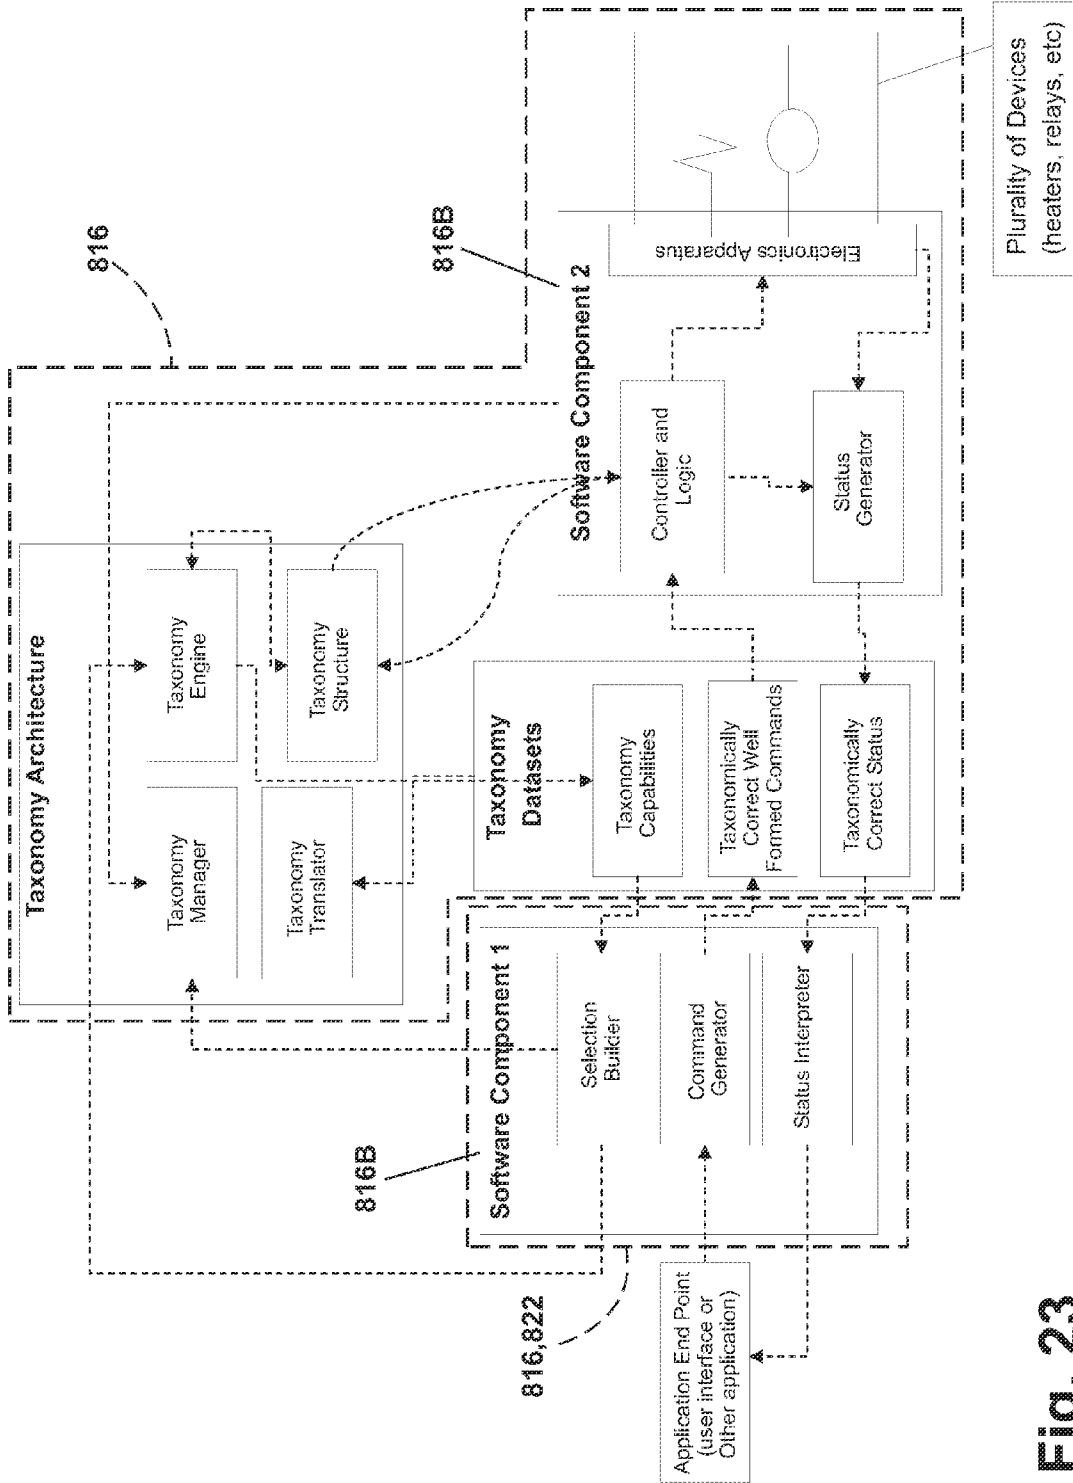 Taxonomy Architecture
Taxonomy
Manager
Taxonomy
Engine
Taxonomy
Translator
Taxonomy
Structure
816
816B
Software Component 1
Selection
Builder
Command
Generator
Status Interpreter
816,822
Application End Point
(user interface or
Other application)
Taxonomy
Datasets
Taxonomy
Capabilities
Taxonomically
Correct Well
Formed Commands
Taxonomically
Correct Status
816B
Software Component 2
Controller and
Logic
Status
Generator
Electronics Apparatus
Plurality of Devices
(heaters, relays, etc)
Fig. 23